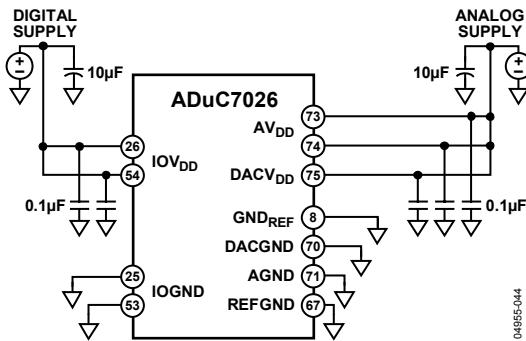 DIGITAL
SUPPLY
ANALOG
SUPPLY
+
–
10µF
10µF
+
–
ADuC7026
73
AVDD
74
26
IOVDD
54
DACVDD
75
0.1µF
0.1µF
GNDREF
8
DACGND
70
25
AGND
71
IOGND
53
REFGND
67
04955-044